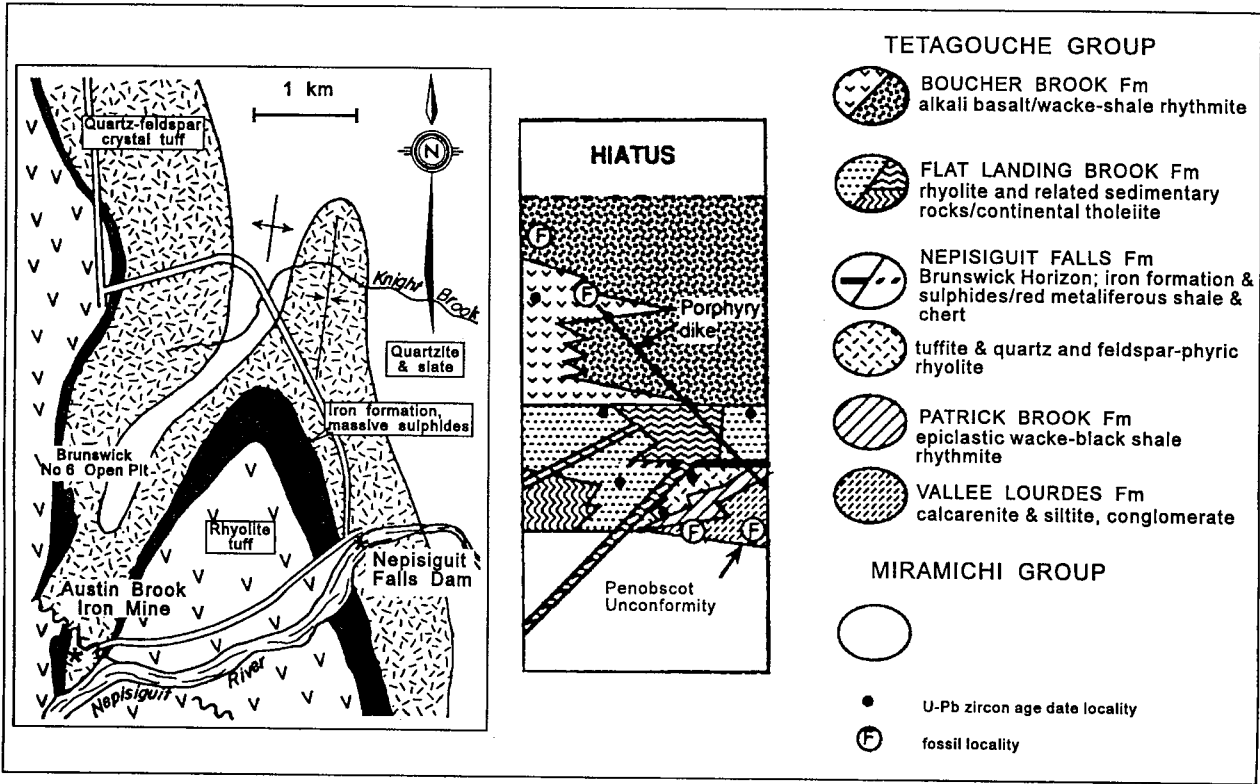 Quartz-feldspar
crystal tuff
1 km
N
Knight Brook
Quartzite
& slate
Iron formation,
massive sulphides
Brunswick
No 6 Open Pit
Rhyolite
tuff
Nepisiguit
Falls Dam
Austin Brook
Iron Mine
Nepisiguit River
HIATUS
F
F
Porphyry
dike
F
F
Penobscot
Unconformity
TETAGOUCHE GROUP
BOUCHER BROOK Fm
alkali basalt/wacke-shale rhythmite
FLAT LANDING BROOK Fm
rhyolite and related sedimentary
rocks/continental tholeiite
NEPISIGUIT FALLS Fm
Brunswick Horizon; iron formation &
sulphides/red metaliferous shale &
chert
tuffite & quartz and feldspar-phyric
rhyolite
PATRICK BROOK Fm
epiclastic wacke-black shale
rhythmite
VALLEE LOURDES Fm
calcarenite & siltite, conglomerate
MIRAMICHI GROUP
U-Pb zircon age date locality
F
fossil locality